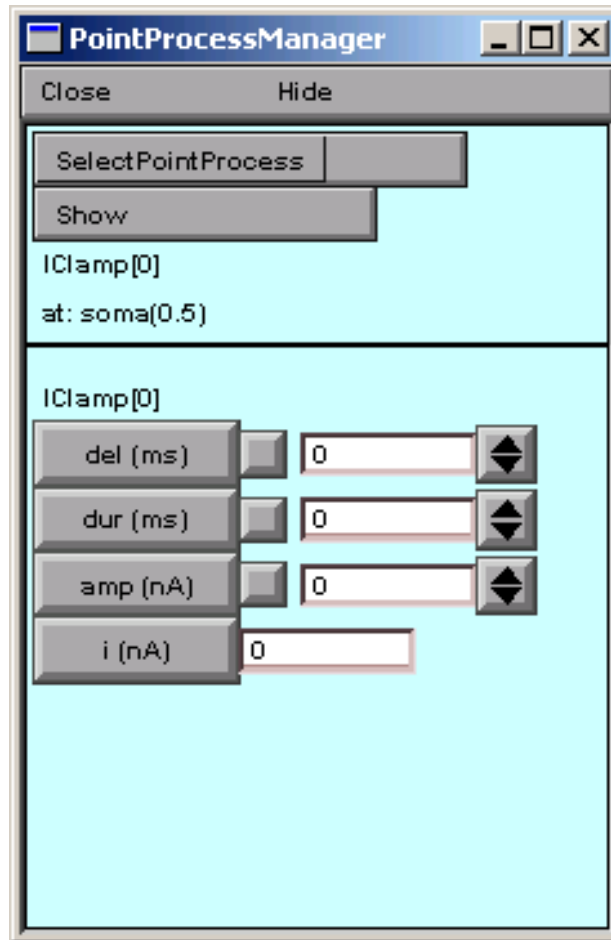 PointProcessManager
Close Hide
SelectPointProcess
Show
IClamp[0]
at: soma(0.5)
IClamp[0]
del (ms) 0
dur (ms) 0
amp (nA) 0
i (nA) 0